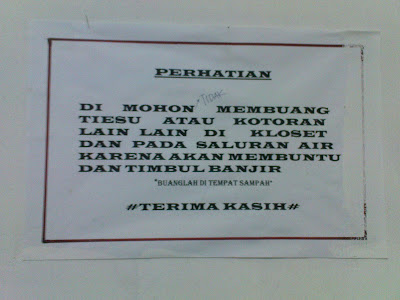 PERHATIAN
TIDAK
DI MOHON MEMBUANG
TIESU ATAU KOTORAN
LAIN LAIN DI KLOSET
DAN PADA SALURAN AIR
KARENA AKAN MEMBUNTU
DAN TIMBUL BANJIR
"BUANGLAH DI TEMPAT SAMPAH"
#TERIMA KASIH#